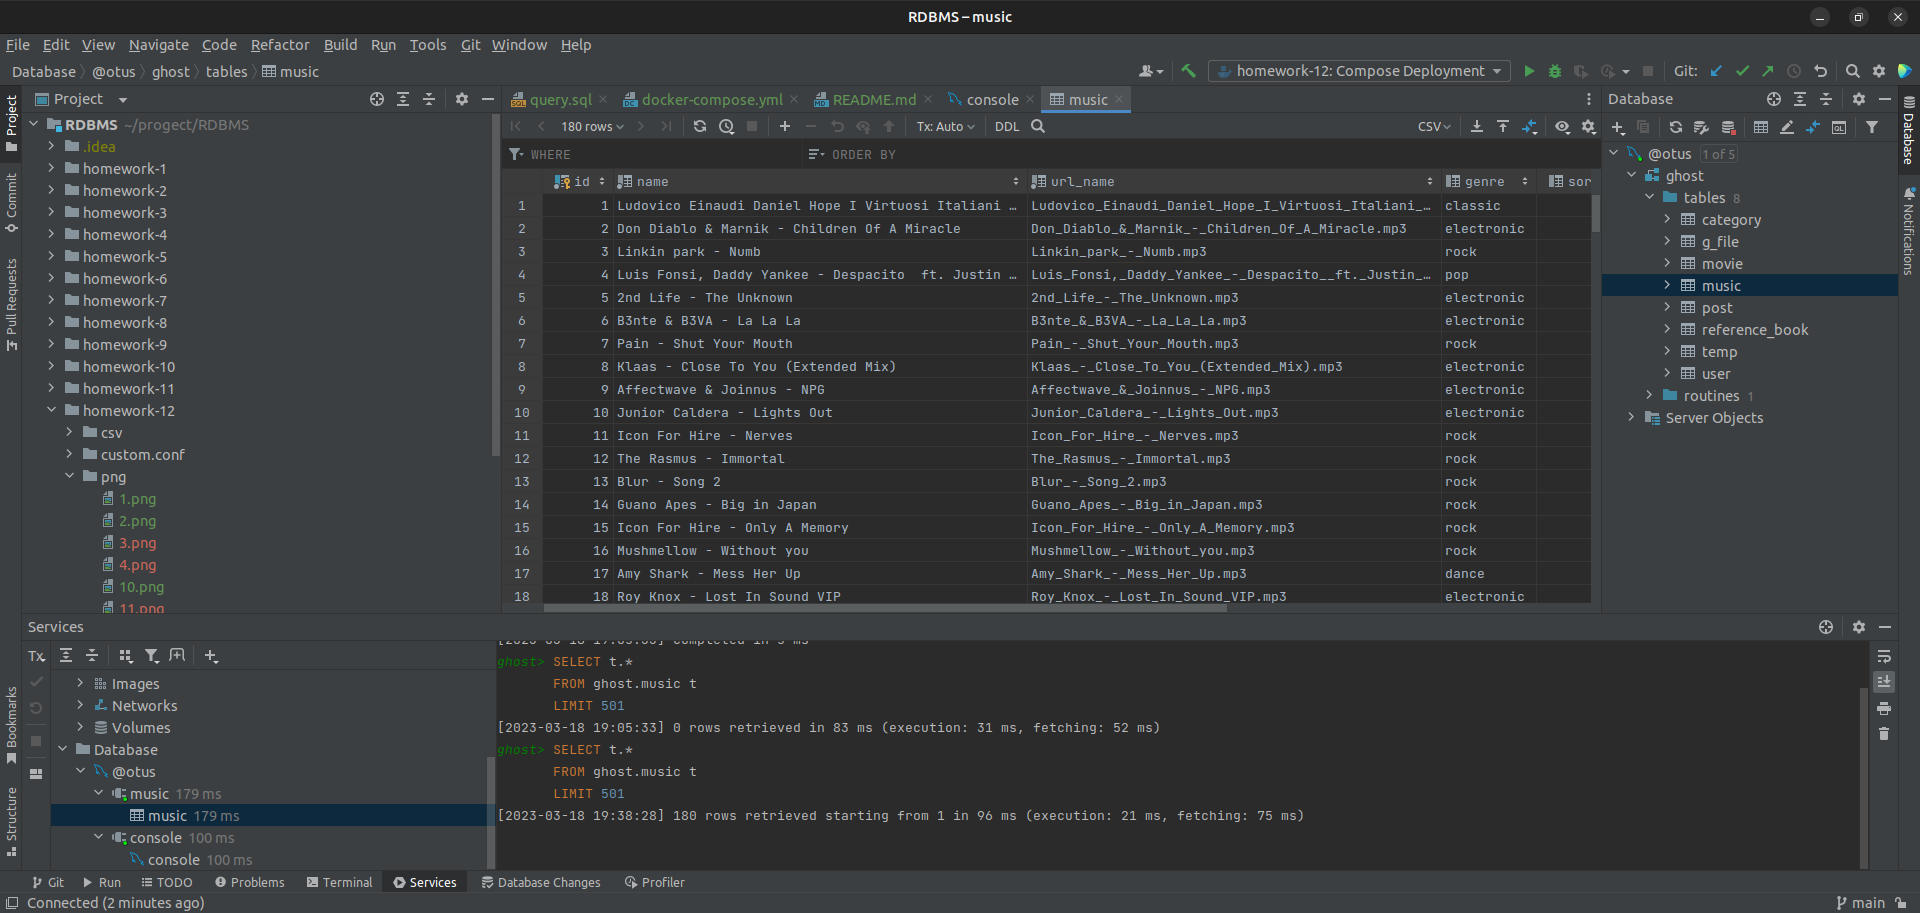 RDBMS – music
File Edit View Navigate Code Refactor Build Run Tools Git Window Help
Database @otus ghost tables music
homework-12: Compose Deployment Git:
Project
query.sql docker-compose.yml README.md console music
Database
180 rows Tx: Auto DDL CSV
WHERE ORDER BY
id name url_name genre sor
1 1 Ludovico Einaudi Daniel Hope I Virtuosi Italiani … Ludovico_Einaudi_Daniel_Hope_I_Virtuosi_Italiani_… classic
2 2 Don Diablo & Marnik - Children Of A Miracle Don_Diablo_&_Marnik_-_Children_Of_A_Miracle.mp3 electronic
3 3 Linkin park - Numb Linkin_park_-_Numb.mp3 rock
4 4 Luis Fonsi, Daddy Yankee - Despacito  ft. Justin … Luis_Fonsi,_Daddy_Yankee_-_Despacito__ft._Justin_… pop
5 5 2nd Life - The Unknown 2nd_Life_-_The_Unknown.mp3 electronic
6 6 B3nte & B3VA - La La La B3nte_&_B3VA_-_La_La_La.mp3 electronic
7 7 Pain - Shut Your Mouth Pain_-_Shut_Your_Mouth.mp3 rock
8 8 Klaas - Close To You (Extended Mix) Klaas_-_Close_To_You_(Extended_Mix).mp3 electronic
9 9 Affectwave & Joinnus - NPG Affectwave_&_Joinnus_-_NPG.mp3 electronic
10 10 Junior Caldera - Lights Out Junior_Caldera_-_Lights_Out.mp3 electronic
11 11 Icon For Hire - Nerves Icon_For_Hire_-_Nerves.mp3 rock
12 12 The Rasmus - Immortal The_Rasmus_-_Immortal.mp3 rock
13 13 Blur - Song 2 Blur_-_Song_2.mp3 rock
14 14 Guano Apes - Big in Japan Guano_Apes_-_Big_in_Japan.mp3 rock
15 15 Icon For Hire - Only A Memory Icon_For_Hire_-_Only_A_Memory.mp3 rock
16 16 Mushmellow - Without you Mushmellow_-_Without_you.mp3 rock
17 17 Amy Shark - Mess Her Up Amy_Shark_-_Mess_Her_Up.mp3 dance
18 18 Roy Knox - Lost In Sound VIP Roy_Knox_-_Lost_In_Sound_VIP.mp3 electronic
RDBMS ~/progect/RDBMS
.idea
homework-1
homework-2
homework-3
homework-4
homework-5
homework-6
homework-7
homework-8
homework-9
homework-10
homework-11
homework-12
csv
custom.conf
png
1.png
2.png
3.png
4.png
10.png
11.png
@otus 1 of 5
ghost
tables 8
category
g_file
movie
music
post
reference_book
temp
user
routines 1
Server Objects
Project
Commit
Pull Requests
Bookmarks
Structure
Database
Notifications
Services
Tx
Images
Networks
Volumes
Database
@otus
music 179 ms
music 179 ms
console 100 ms
console 100 ms
ghost> SELECT t.*
FROM ghost.music t
LIMIT 501
[2023-03-18 19:05:33] 0 rows retrieved in 83 ms (execution: 31 ms, fetching: 52 ms)
ghost> SELECT t.*
FROM ghost.music t
LIMIT 501
[2023-03-18 19:38:28] 180 rows retrieved starting from 1 in 96 ms (execution: 21 ms, fetching: 75 ms)
Git Run TODO Problems Terminal Services Database Changes Profiler
Connected (2 minutes ago)
main